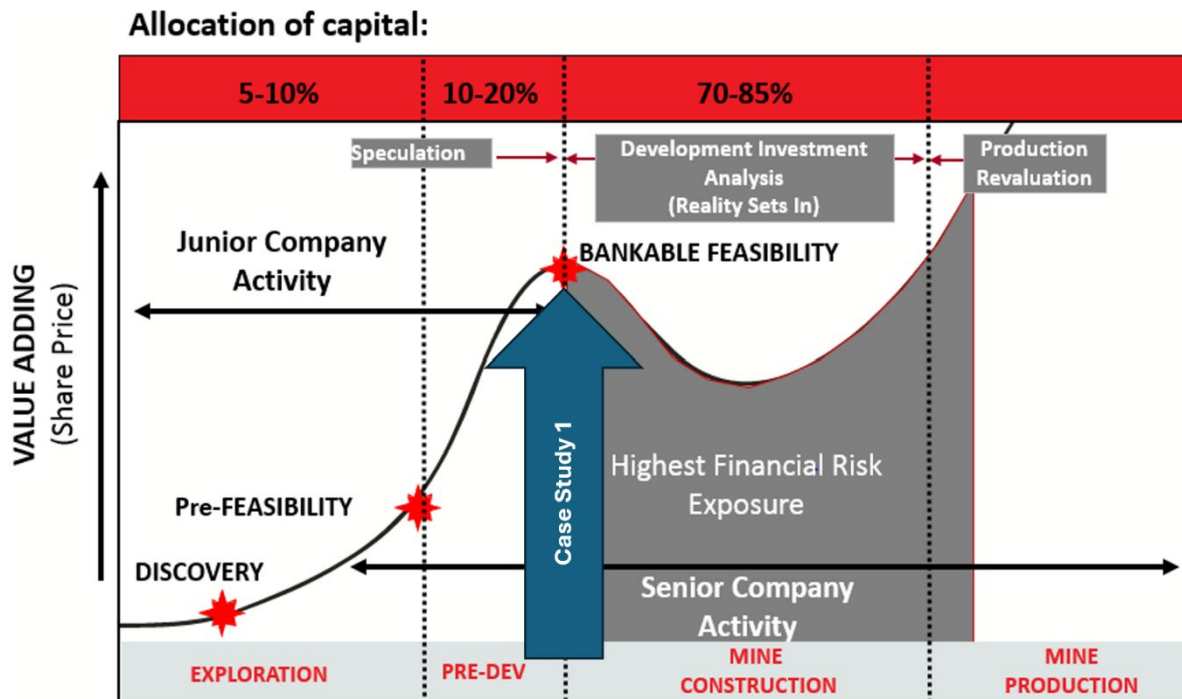 Allocation of capital:
5-10%
10-20%
70-85%
Speculation
Development Investment
Analysis
(Reality Sets In)
Production
Revaluation
Junior Company
Activity
BANKABLE FEASIBILITY
VALUE ADDING
(Share Price)
Case Study 1
Highest Financial Risk
Exposure
Pre-FEASIBILITY
DISCOVERY
Senior Company
Activity
EXPLORATION
PRE-DEV
MINE
CONSTRUCTION
MINE
PRODUCTION